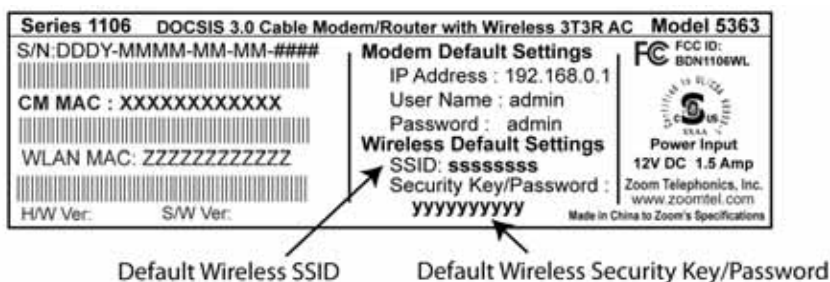 Series 1106 DOCSIS 3.0 Cable Modem/Router with Wireless 3T3R AC Model 5363
S/N:DDDY-MMMM-MM-MM-####
CM MAC : XXXXXXXXXXXX
WLAN MAC: ZZZZZZZZZZZZ
H/W Ver: S/W Ver:
Modem Default Settings
IP Address : 192.168.0.1
User Name : admin
Password : admin
Wireless Default Settings
SSID: ssssssss
Security Key/Password :
yyyyyyyyyy
FC FCC ID:
BDN1106WL
C US
Power Input
12V DC 1.5 Amp
Zoom Telephonics, Inc.
www.zoomtel.com
Made in China to Zoom's Specifications
Default Wireless SSID
Default Wireless Security Key/Password